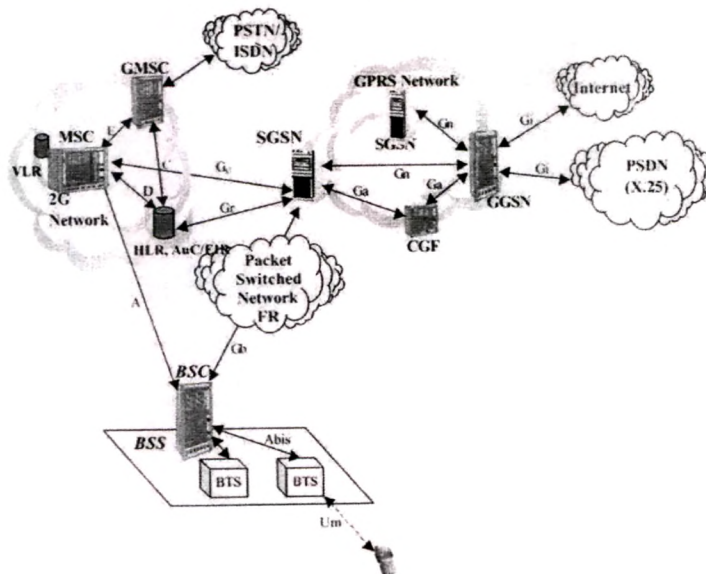 PSTN/
ISDN
GMSC
GPRS Network
Internet
Gi
Gn
MSC
E
SGSN
SGSN
C
VLR
Gn
Gi
PSDN
(X.25)
2G
Network
D
Gr
Ga
Ga
GGSN
HLR, AuC/EIR
CGF
Packet
Switched
Network
FR
A
Gb
BSC
BSS
Abis
BTS
BTS
Um